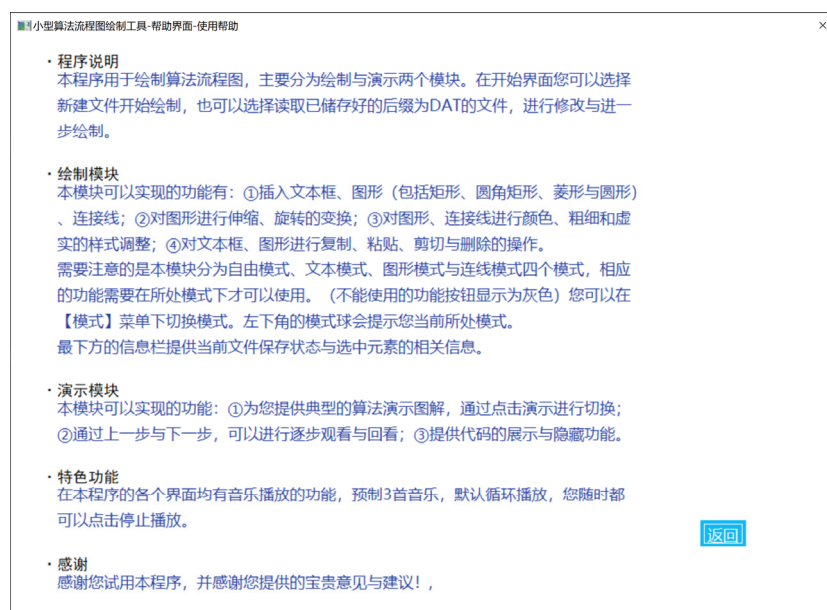 小型算法流程图绘制工具-帮助界面-使用帮助
·程序说明
本程序用于绘制算法流程图，主要分为绘制与演示两个模块。在开始界面您可以选择
新建文件开始绘制，也可以选择读取已储存好的后缀为DAT的文件，进行修改与进一
步绘制。
·绘制模块
本模块可以实现的功能有：①插入文本框、图形（包括矩形、圆角矩形、菱形与圆形）
、连接线；②对图形进行伸缩、旋转的变换；③对图形、连接线进行颜色、粗细和虚
实的样式调整；④对文本框、图形进行复制、粘贴、剪切与删除的操作。
需要注意的是本模块分为自由模式、文本模式、图形模式与连线模式四个模式，相应
的功能需要在所处模式下才可以使用。（不能使用的功能按钮显示为灰色）您可以在
【模式】菜单下切换模式。左下角的模式球会提示您当前所处模式。
最下方的信息栏提供当前文件保存状态与选中元素的相关信息。
·演示模块
本模块可以实现的功能：①为您提供典型的算法演示图解，通过点击演示进行切换；
②通过上一步与下一步，可以进行逐步观看与回看；③提供代码的展示与隐藏功能。
·特色功能
在本程序的各个界面均有音乐播放的功能，预制3首音乐，默认循环播放，您随时都
可以点击停止播放。
返回
·感谢
感谢您试用本程序，并感谢您提供的宝贵意见与建议！，